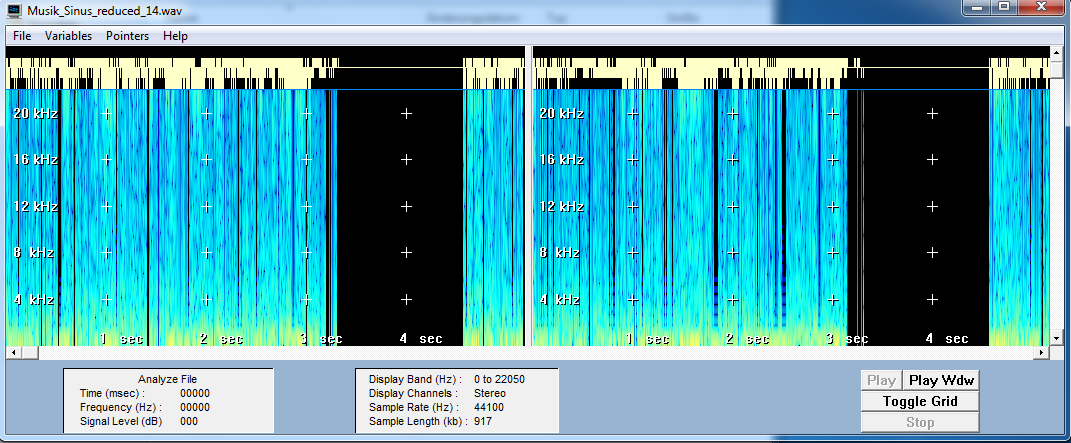 Musik_Sinus_reduced_14.wav
File Variables Pointers Help
20 kHz 20 kHz
16 kHz 16 kHz
12 kHz 12 kHz
8 kHz 8 kHz
4 kHz 4 kHz
1 sec 2 sec 3 sec 4 sec 1 sec 2 sec 3 sec 4 sec
Analyze File
Time (msec) : 00000
Frequency (Hz) : 00000
Signal Level (dB) 000
Display Band (Hz) : 0 to 22050
Display Channels : Stereo
Sample Rate (Hz) : 44100
Sample Length (kb) : 917
Play Play Wdw
Toggle Grid
Stop